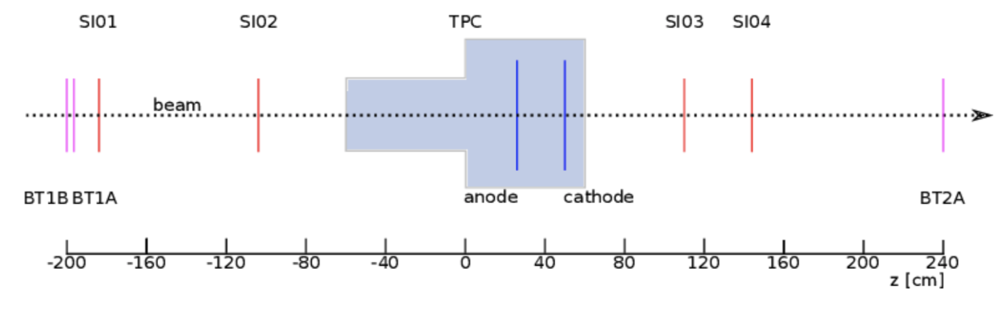 SI01 SI02 TPC SI03 SI04
beam
BT1B BT1A anode cathode BT2A
-200 -160 -120 -80 -40 0 40 80 120 160 200 240
z [cm]